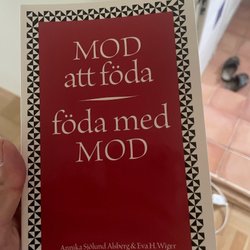 MOD
att föda
föda med
MOD
Annika Sjölund Alsberg & Eva H. Wiger